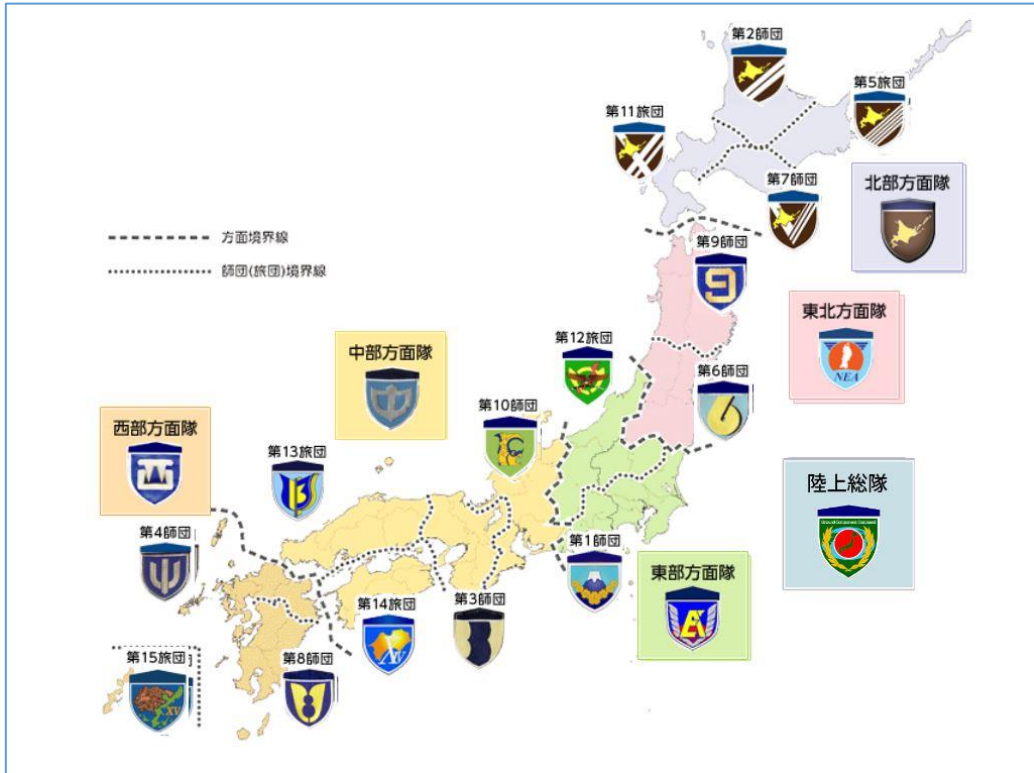 第2師団
第5旅団
第11旅団
第7師団
北部方面隊
方面境界線
師団(旅団)境界線
第9師団
9
東北方面隊
NEA
第12旅団
中部方面隊
第6師団
6
第10師団
西部方面隊
第13旅団
陸上総隊
第4師団
第1師団
東部方面隊
第14旅団
第3師団
第15旅団
XV
第8師団